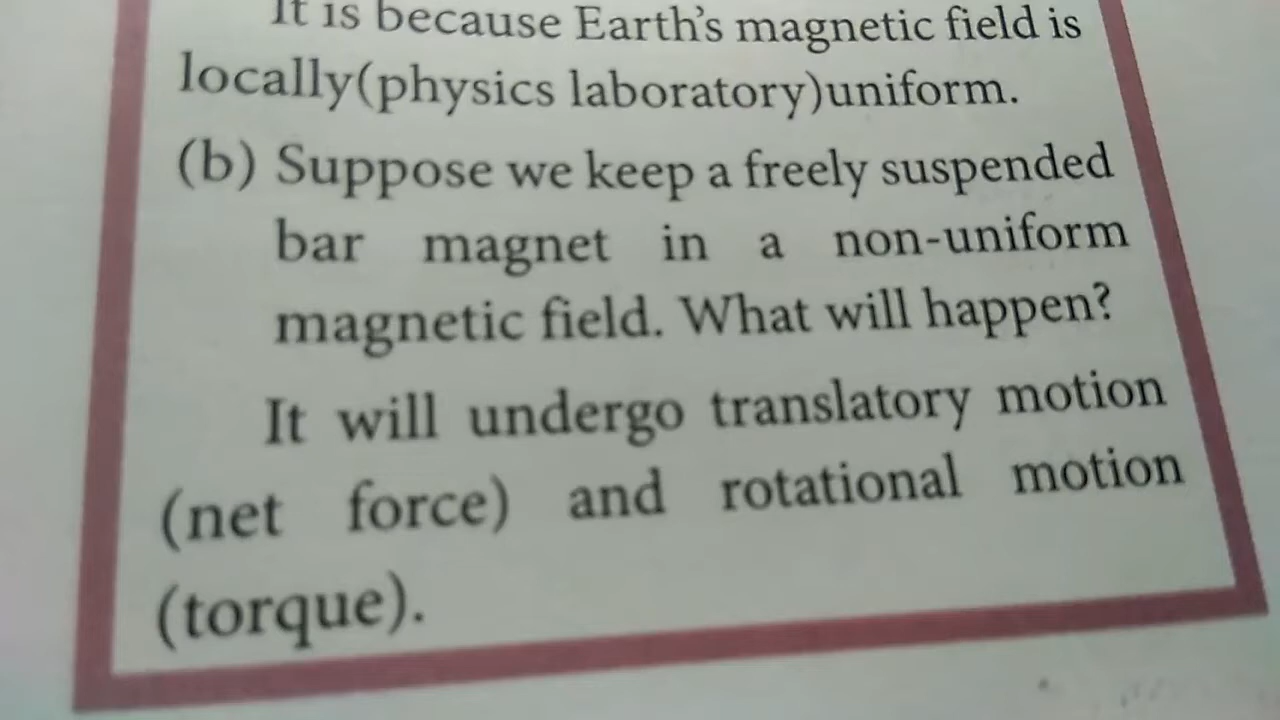 It is because Earth's magnetic field is
locally(physics laboratory)uniform.
(b) Suppose we keep a freely suspended
bar magnet in a non-uniform
magnetic field. What will happen?
It will undergo translatory motion
(net force) and rotational motion
(torque).